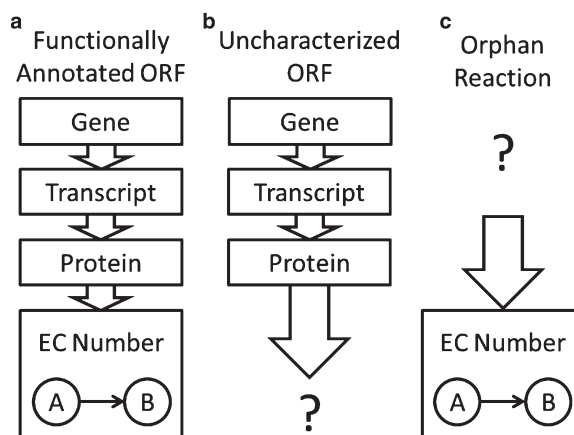 a
Functionally
Annotated ORF
Gene
Transcript
Protein
EC Number
A
B
b
Uncharacterized
ORF
Gene
Transcript
Protein
?
c
Orphan
Reaction
?
EC Number
A
B